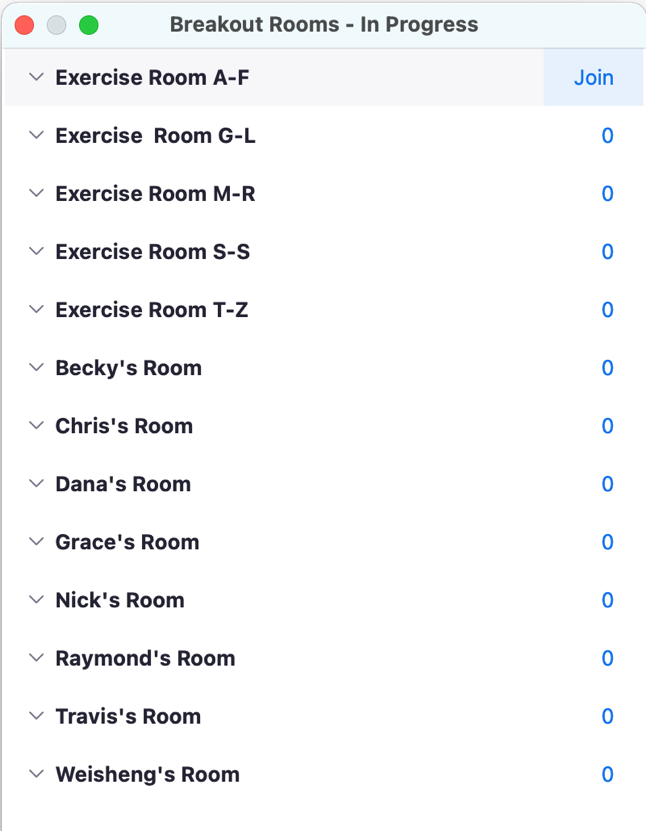 Breakout Rooms - In Progress
Exercise Room A-F Join
Exercise  Room G-L 0
Exercise Room M-R 0
Exercise Room S-S 0
Exercise Room T-Z 0
Becky's Room 0
Chris's Room 0
Dana's Room 0
Grace's Room 0
Nick's Room 0
Raymond's Room 0
Travis's Room 0
Weisheng's Room 0